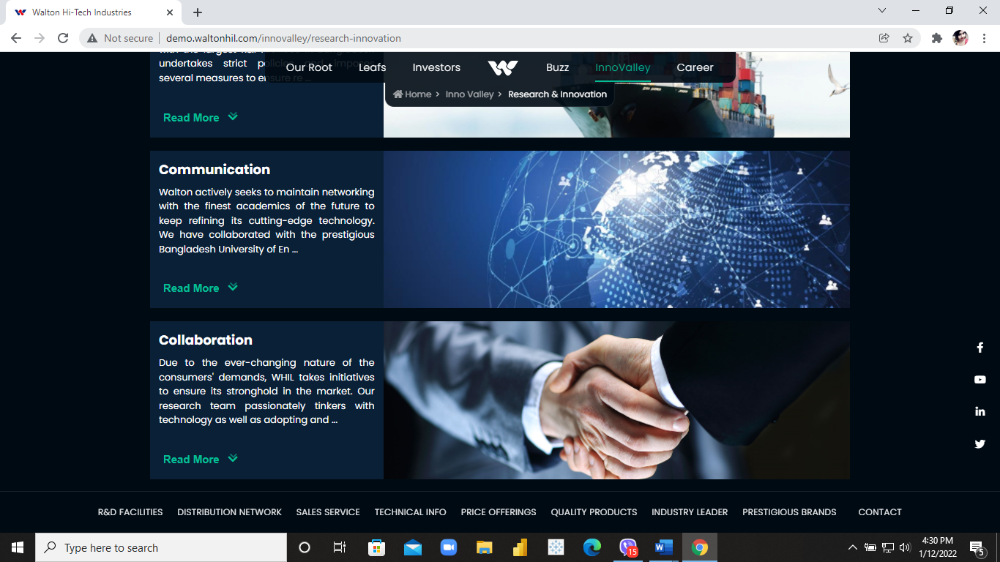 Walton Hi-Tech Industries
Not secure demo.waltonhil.com/innovalley/research-innovation
Our Root Leafs Investors Buzz InnoValley Career
Home > Inno Valley > Research & Innovation
undertakes strict
several measures to ensure re ...
Read More
Communication
Walton actively seeks to maintain networking
with the finest academics of the future to
keep refining its cutting-edge technology.
We have collaborated with the prestigious
Bangladesh University of En ...
Read More
Collaboration
Due to the ever-changing nature of the
consumers' demands, WHIL takes initiatives
to ensure its stronghold in the market. Our
research team passionately tinkers with
technology as well as adopting and ...
Read More
R&D FACILITIES DISTRIBUTION NETWORK SALES SERVICE TECHNICAL INFO PRICE OFFERINGS QUALITY PRODUCTS INDUSTRY LEADER PRESTIGIOUS BRANDS CONTACT
Type here to search
15
4:30 PM
1/12/2022
5